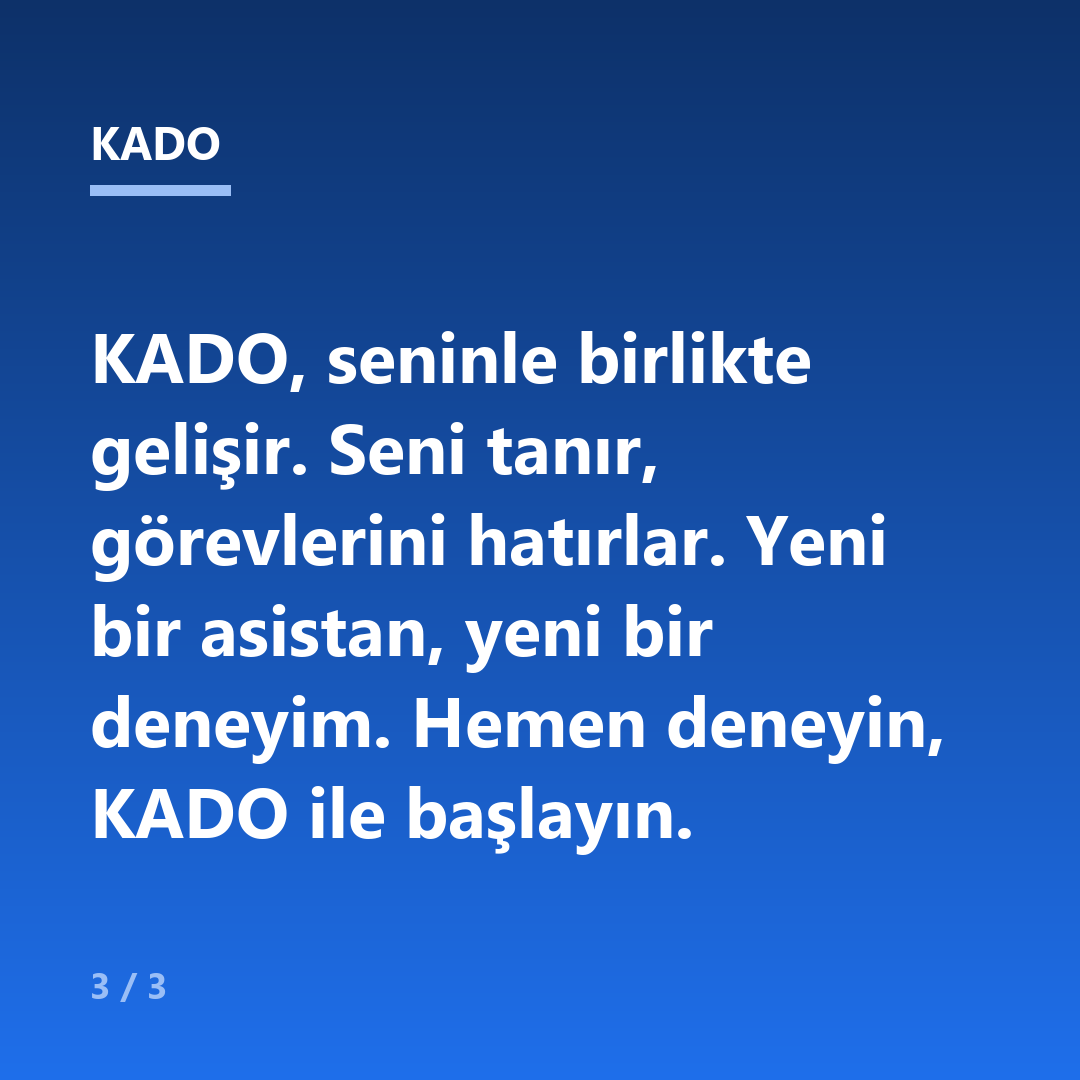 KADO
KADO, seninle birlikte
gelişir. Seni tanır,
görevlerini hatırlar. Yeni
bir asistan, yeni bir
deneyim. Hemen deneyin,
KADO ile başlayın.
3 / 3